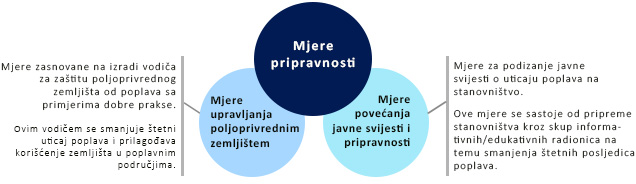 Mjere
pripravnosti
Mjere zasnovane na izradi vodiča
za zaštitu poljoprivrednog
zemljišta od poplava sa
primjerima dobre prakse.
Ovim vodičem se smanjuje štetni
uticaj poplava i prilagođava
korišćenje zemljišta u poplavnim
područjima.
Mjere
upravljanja
poljoprivrednim
zemljištem
Mjere
povećanja
javne svijesti i
pripravnosti
Mjere za podizanje javne
svijesti o uticaju poplava na
stanovništvo.
Ove mjere se sastoje od pripreme
stanovništva kroz skup informa-
tivnih/edukativnih radionica na
temu smanjenja štetnih posljedica
poplava.